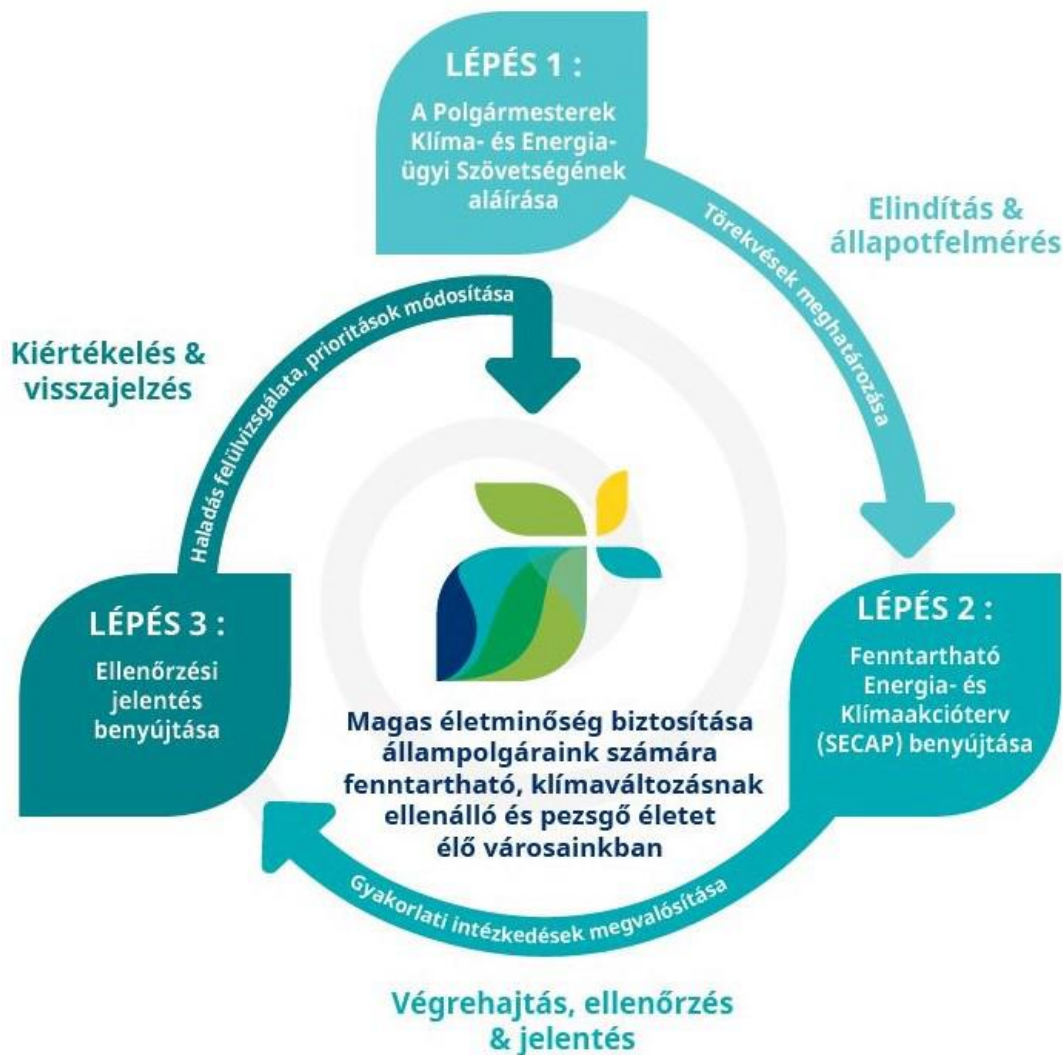 LÉPÉS 1 :
A Polgármesterek
Klíma- és Energia-
ügyi Szövetségének
aláírása
Törekvések meghatározása
Elindítás &
állapotfelmérés
LÉPÉS 2 :
Fenntartható
Energia- és
Klímaakcióterv
(SECAP) benyújtása
Gyakorlati intézkedések megvalósítása
Végrehajtás, ellenőrzés
& jelentés
LÉPÉS 3 :
Ellenőrzési
jelentés
benyújtása
Haladás felülvizsgálata, prioritások módosítása
Kiértékelés &
visszajelzés
Magas életminőség biztosítása
állampolgáraink számára
fenntartható, klímaváltozásnak
ellenálló és pezsgő életet
élő városainkban